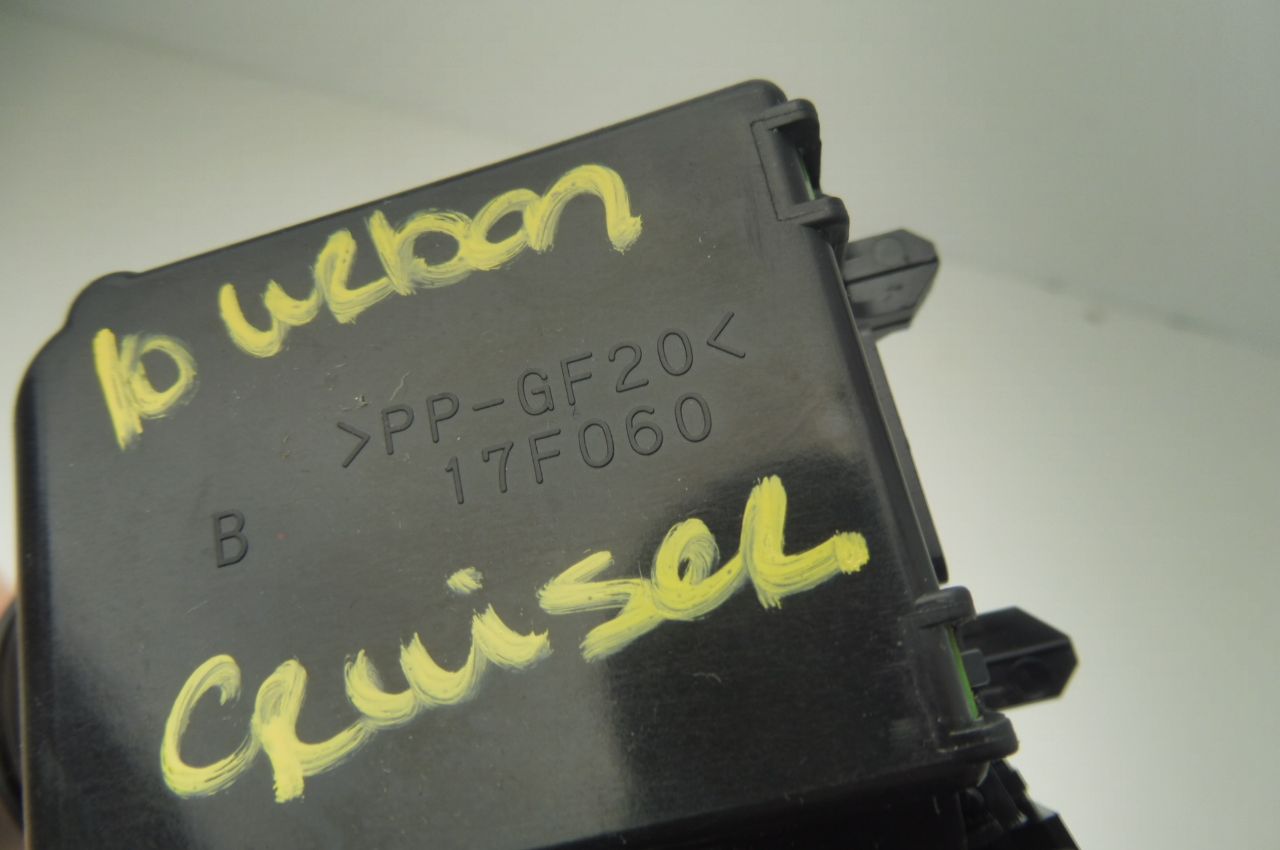 10 urban
>PP-GF20<
17F060
B
cruiser